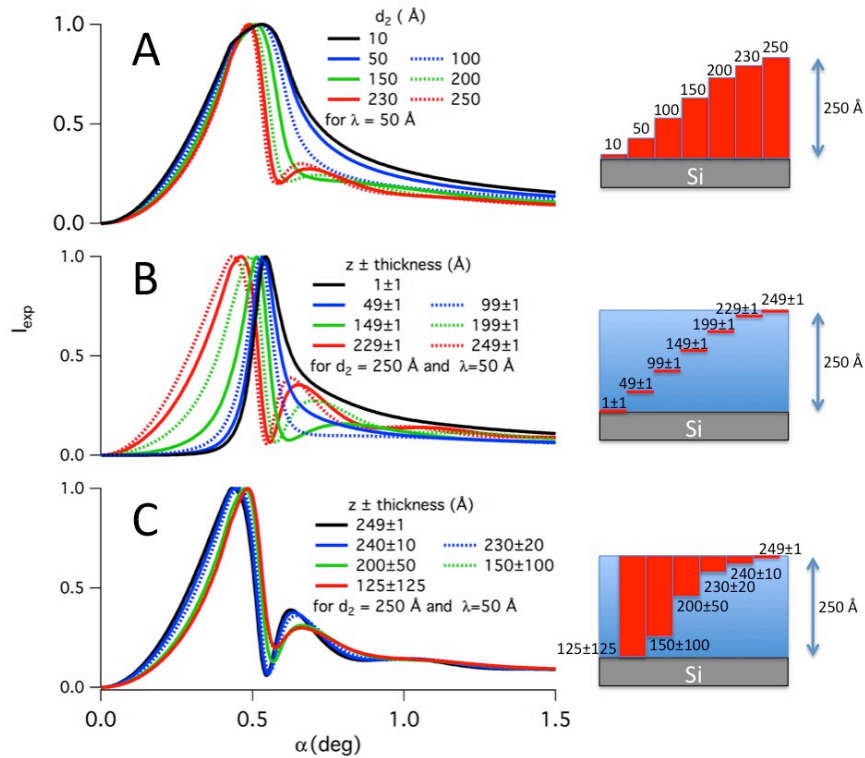 A
d₂ (Å)
10
50 100
150 200
230 250
for λ = 50 Å
1.0
0.5
0.0
10
50
100
150
200
230
250
250 Å
Si
B
z ± thickness (Å)
1±1
49±1 99±1
149±1 199±1
229±1 249±1
for d₂ = 250 Å and λ=50 Å
1.0
0.5
0.0
I_exp
1±1
49±1
99±1
149±1
199±1
229±1
249±1
250 Å
Si
C
z ± thickness (Å)
249±1
240±10 230±20
200±50 150±100
125±125
for d₂ = 250 Å and λ=50 Å
1.0
0.5
0.0
0.0 0.5 1.0 1.5
α(deg)
249±1
240±10
230±20
200±50
150±100
125±125
250 Å
Si